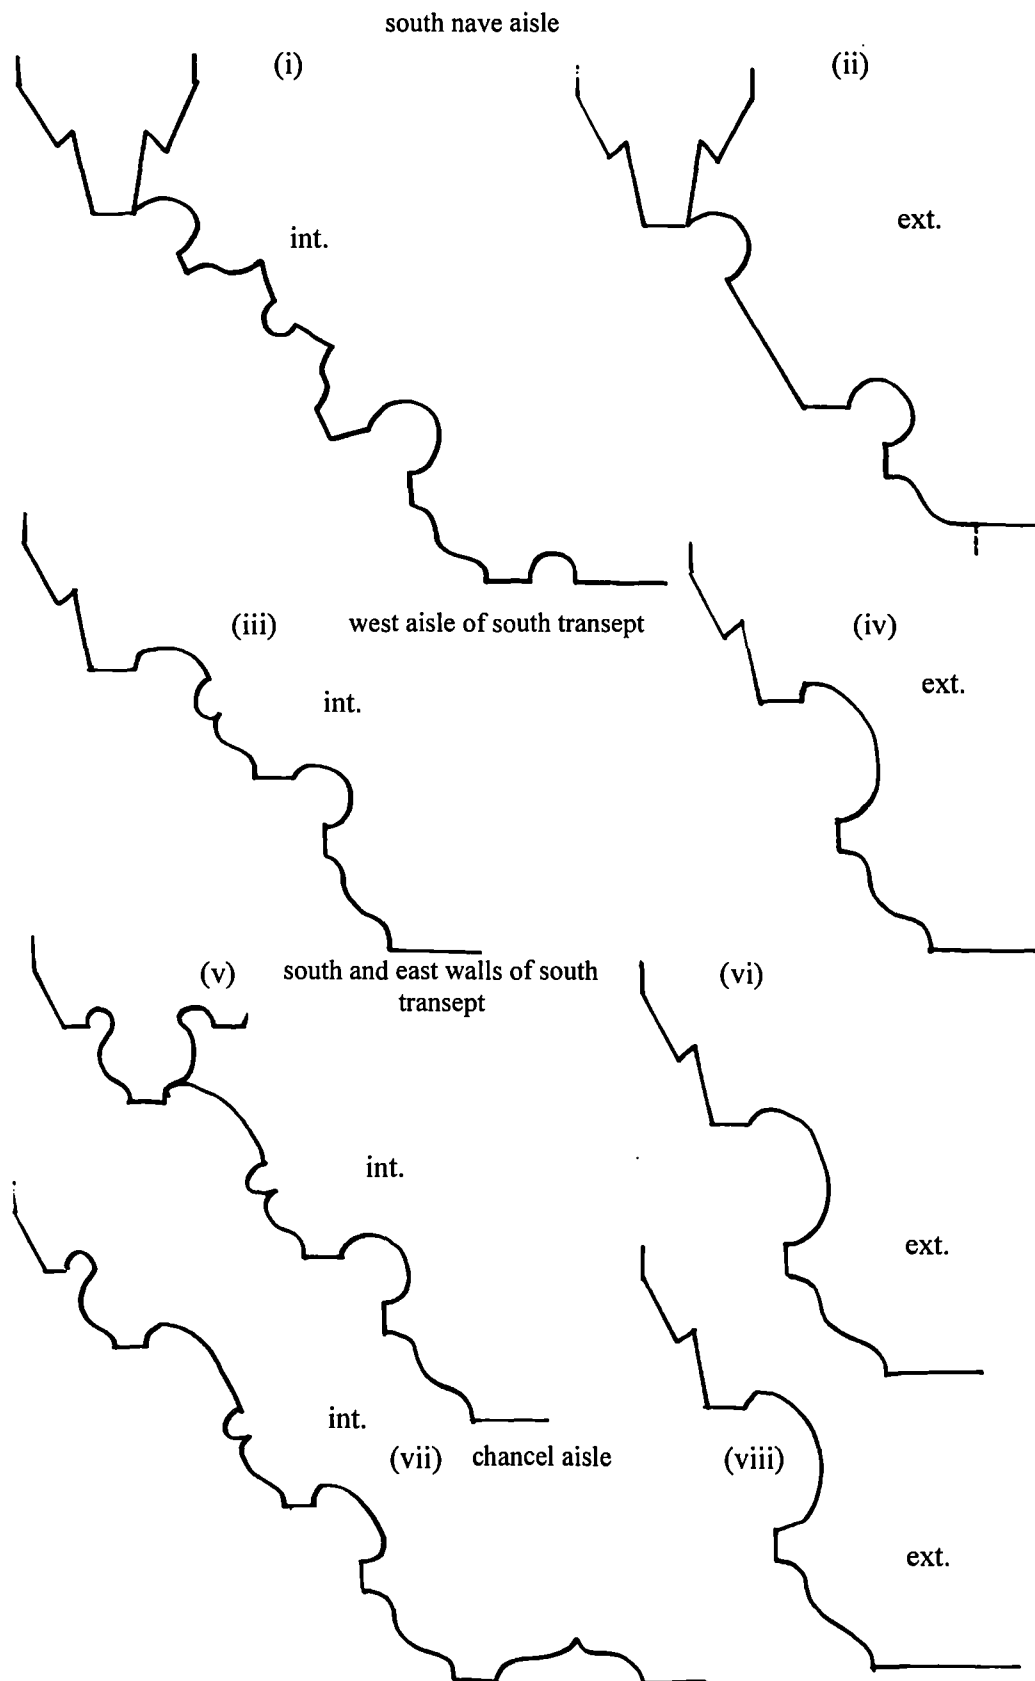 south nave aisle
(i)
(ii)
int.
ext.
(iii)
west aisle of south transept
(iv)
int.
ext.
(v)
south and east walls of south
transept
(vi)
int.
ext.
int.
(vii)
chancel aisle
(viii)
ext.